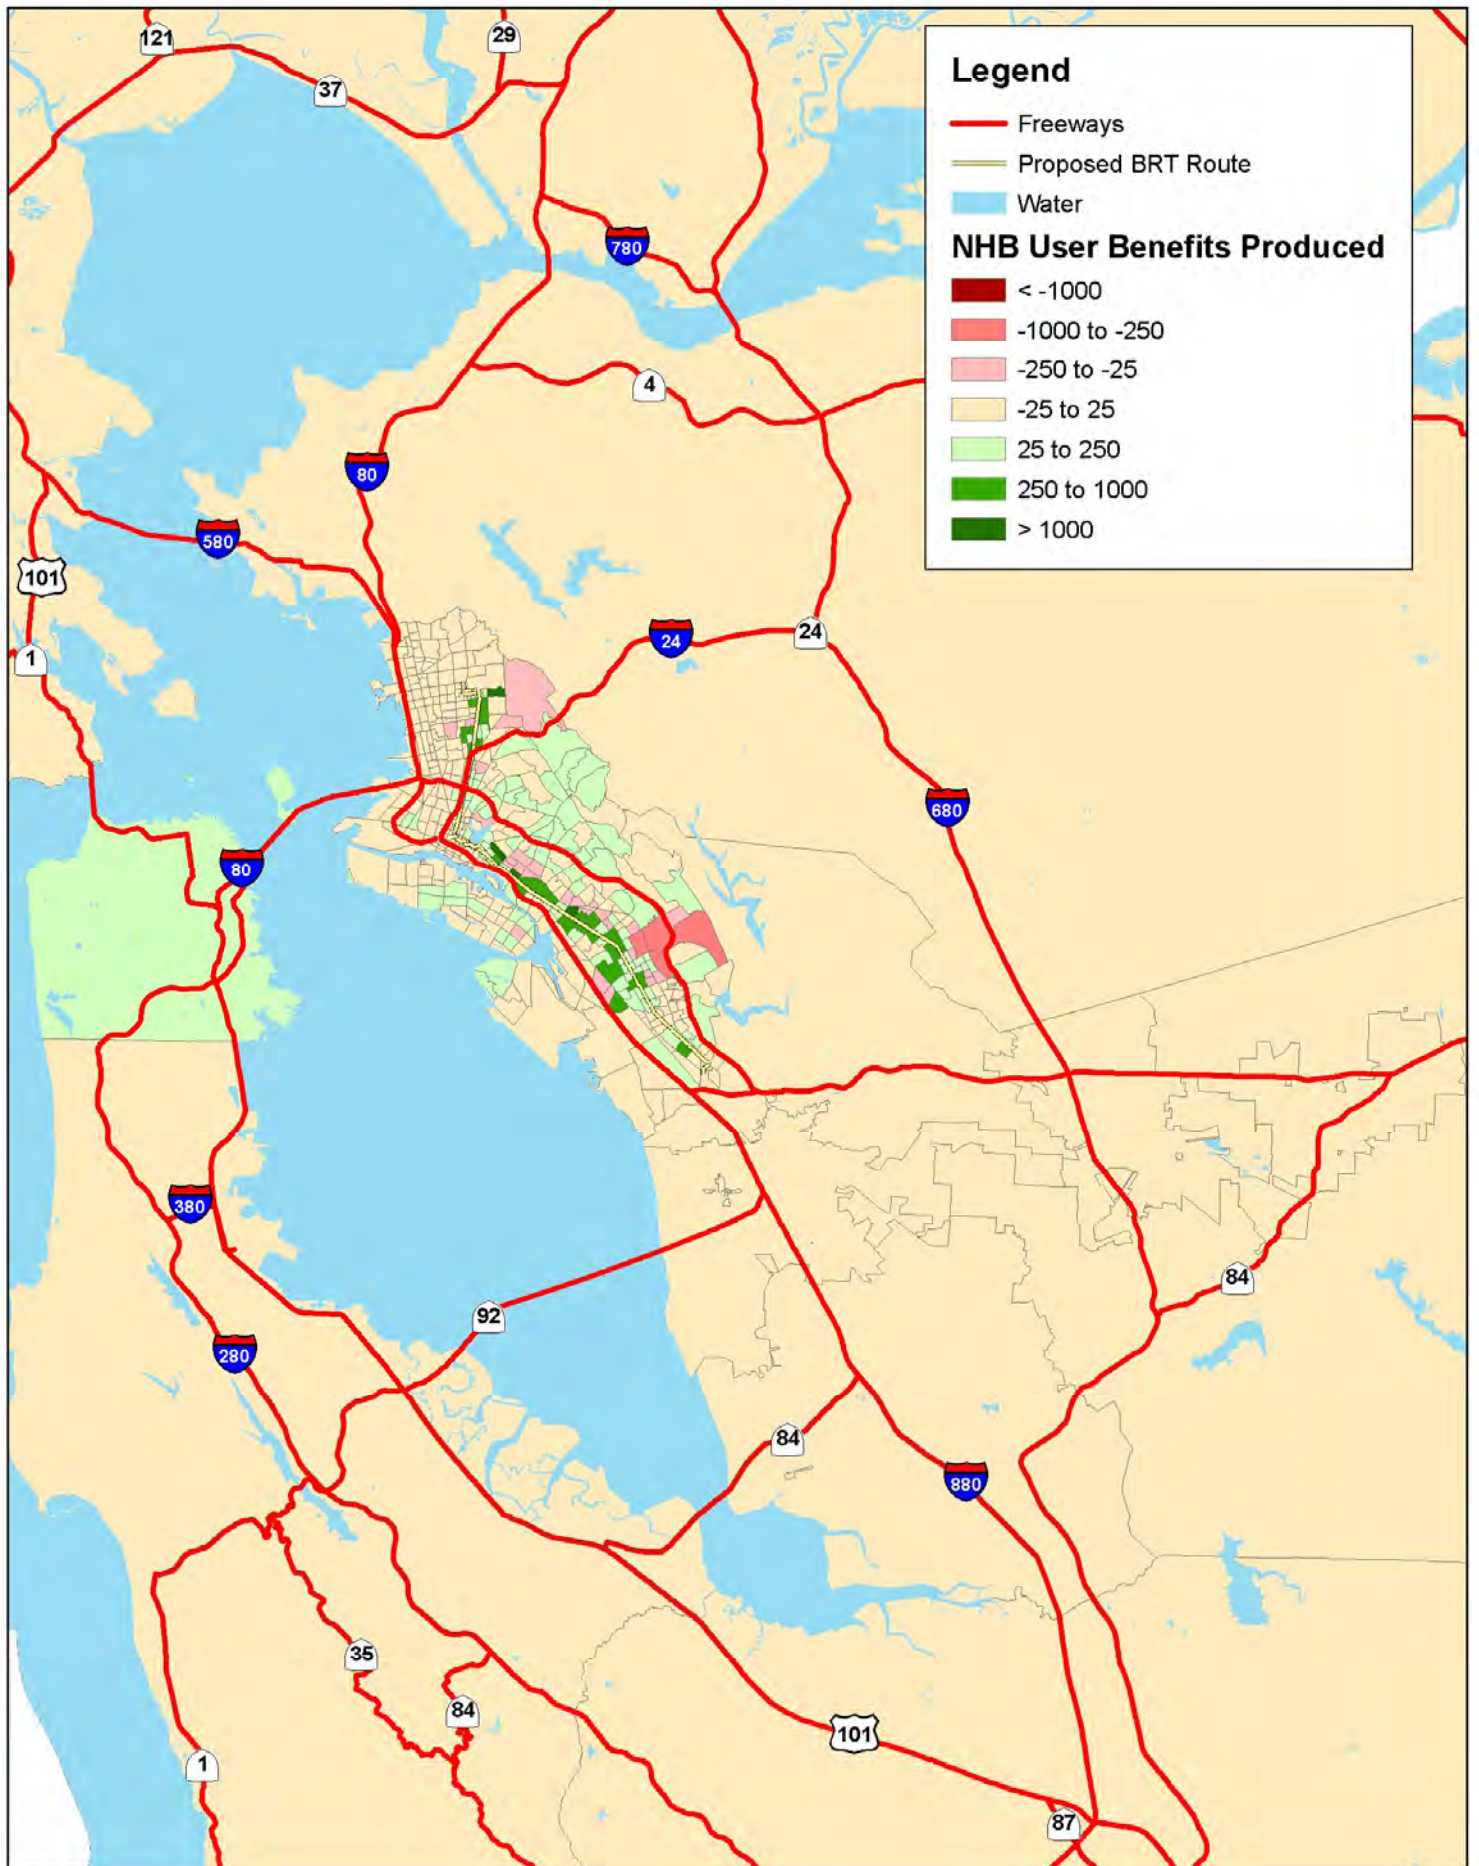 121
29
37
Legend
Freeways
Proposed BRT Route
Water
NHB User Benefits Produced
< -1000
-1000 to -250
-250 to -25
-25 to 25
25 to 250
250 to 1000
> 1000
780
4
80
580
101
24
24
1
680
80
380
84
92
280
84
880
35
84
101
1
87